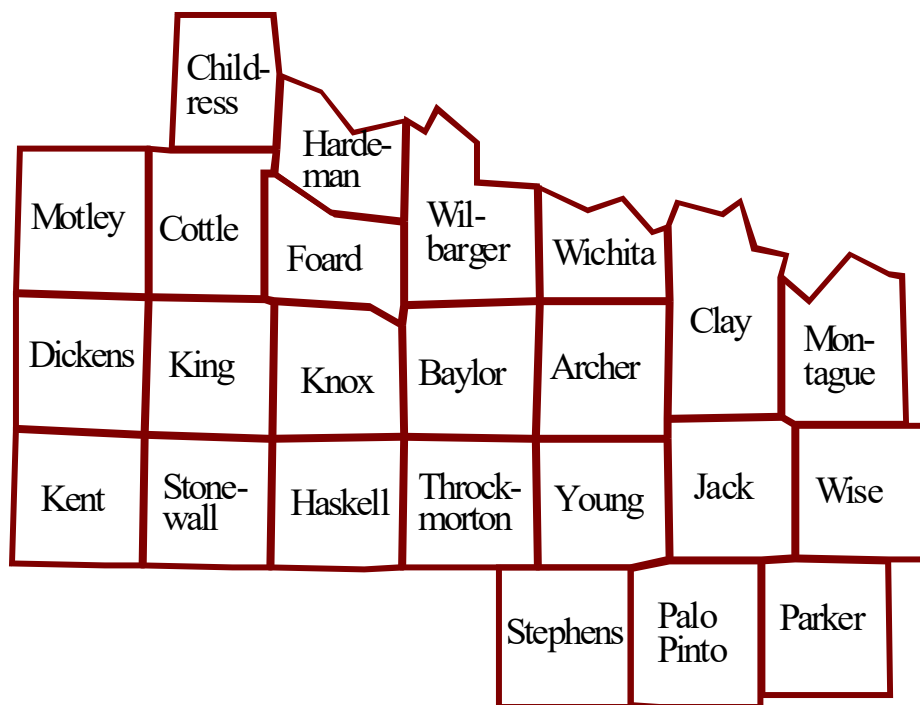 Child-
ress
Harde-
man
Motley
Cottle
Wil-
barger
Foard
Wichita
Clay
Mon-
tague
Dickens
King
Knox
Baylor
Archer
Kent
Stone-
wall
Haskell
Throck-
morton
Young
Jack
Wise
Stephens
Palo
Pinto
Parker